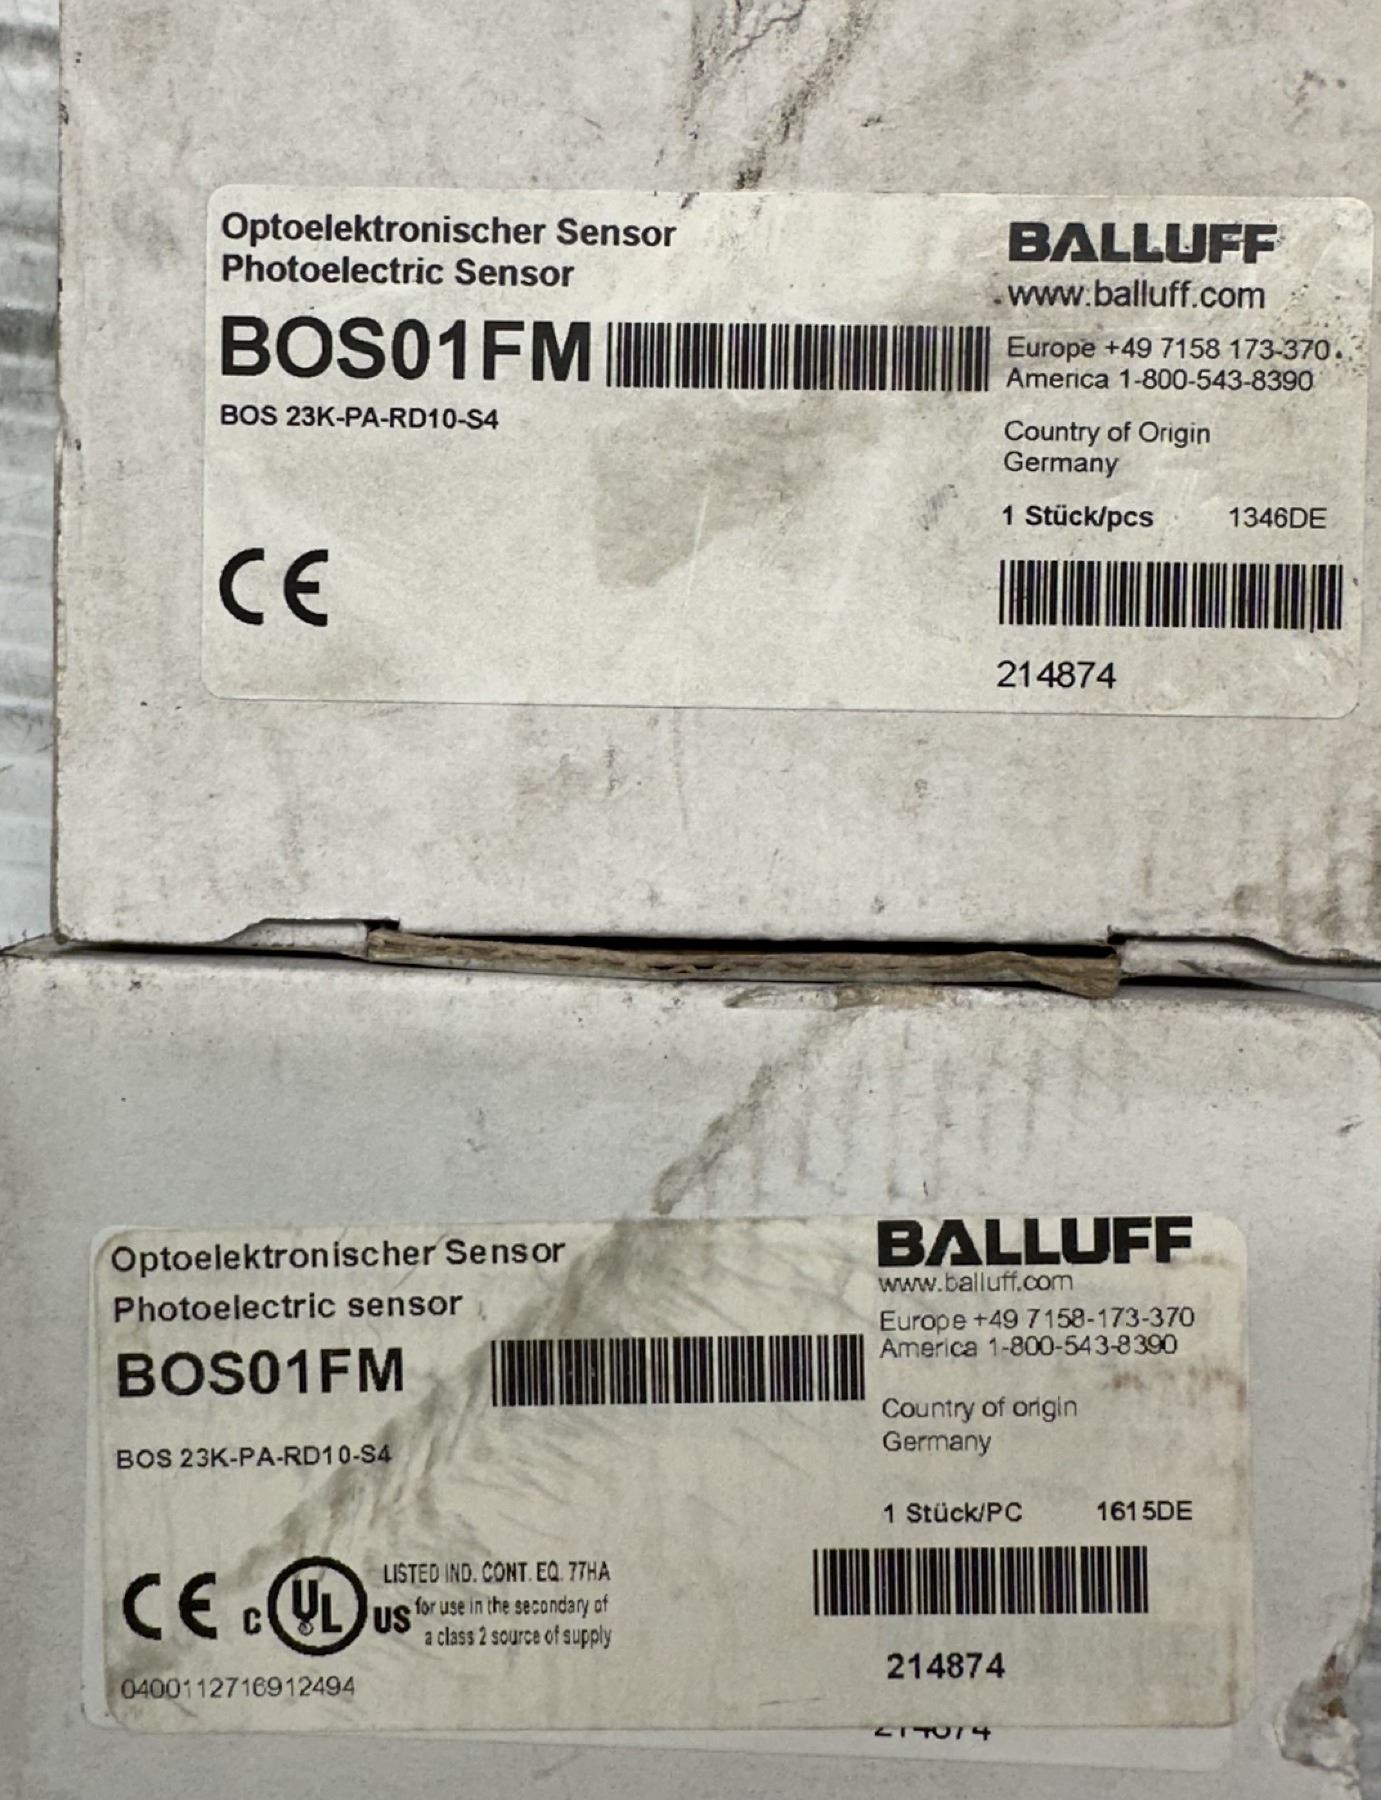 Optoelektronischer Sensor
Photoelectric Sensor
BOS01FM
BOS 23K-PA-RD10-S4
CE
BALLUFF
www.balluff.com
Europe +49 7158 173-370
America 1-800-543-8390
Country of Origin
Germany
1 Stück/pcs 1346DE
214874
Optoelektronischer Sensor
Photoelectric sensor
BOS01FM
BOS 23K-PA-RD10-S4
CE c UL ® US
LISTED IND. CONT. EQ. 77HA
for use in the secondary of
a class 2 source of supply
0400112716912494
BALLUFF
www.balluff.com
Europe +49 7158-173-370
America 1-800-543-8390
Country of origin
Germany
1 Stück/PC 1615DE
214874
214874